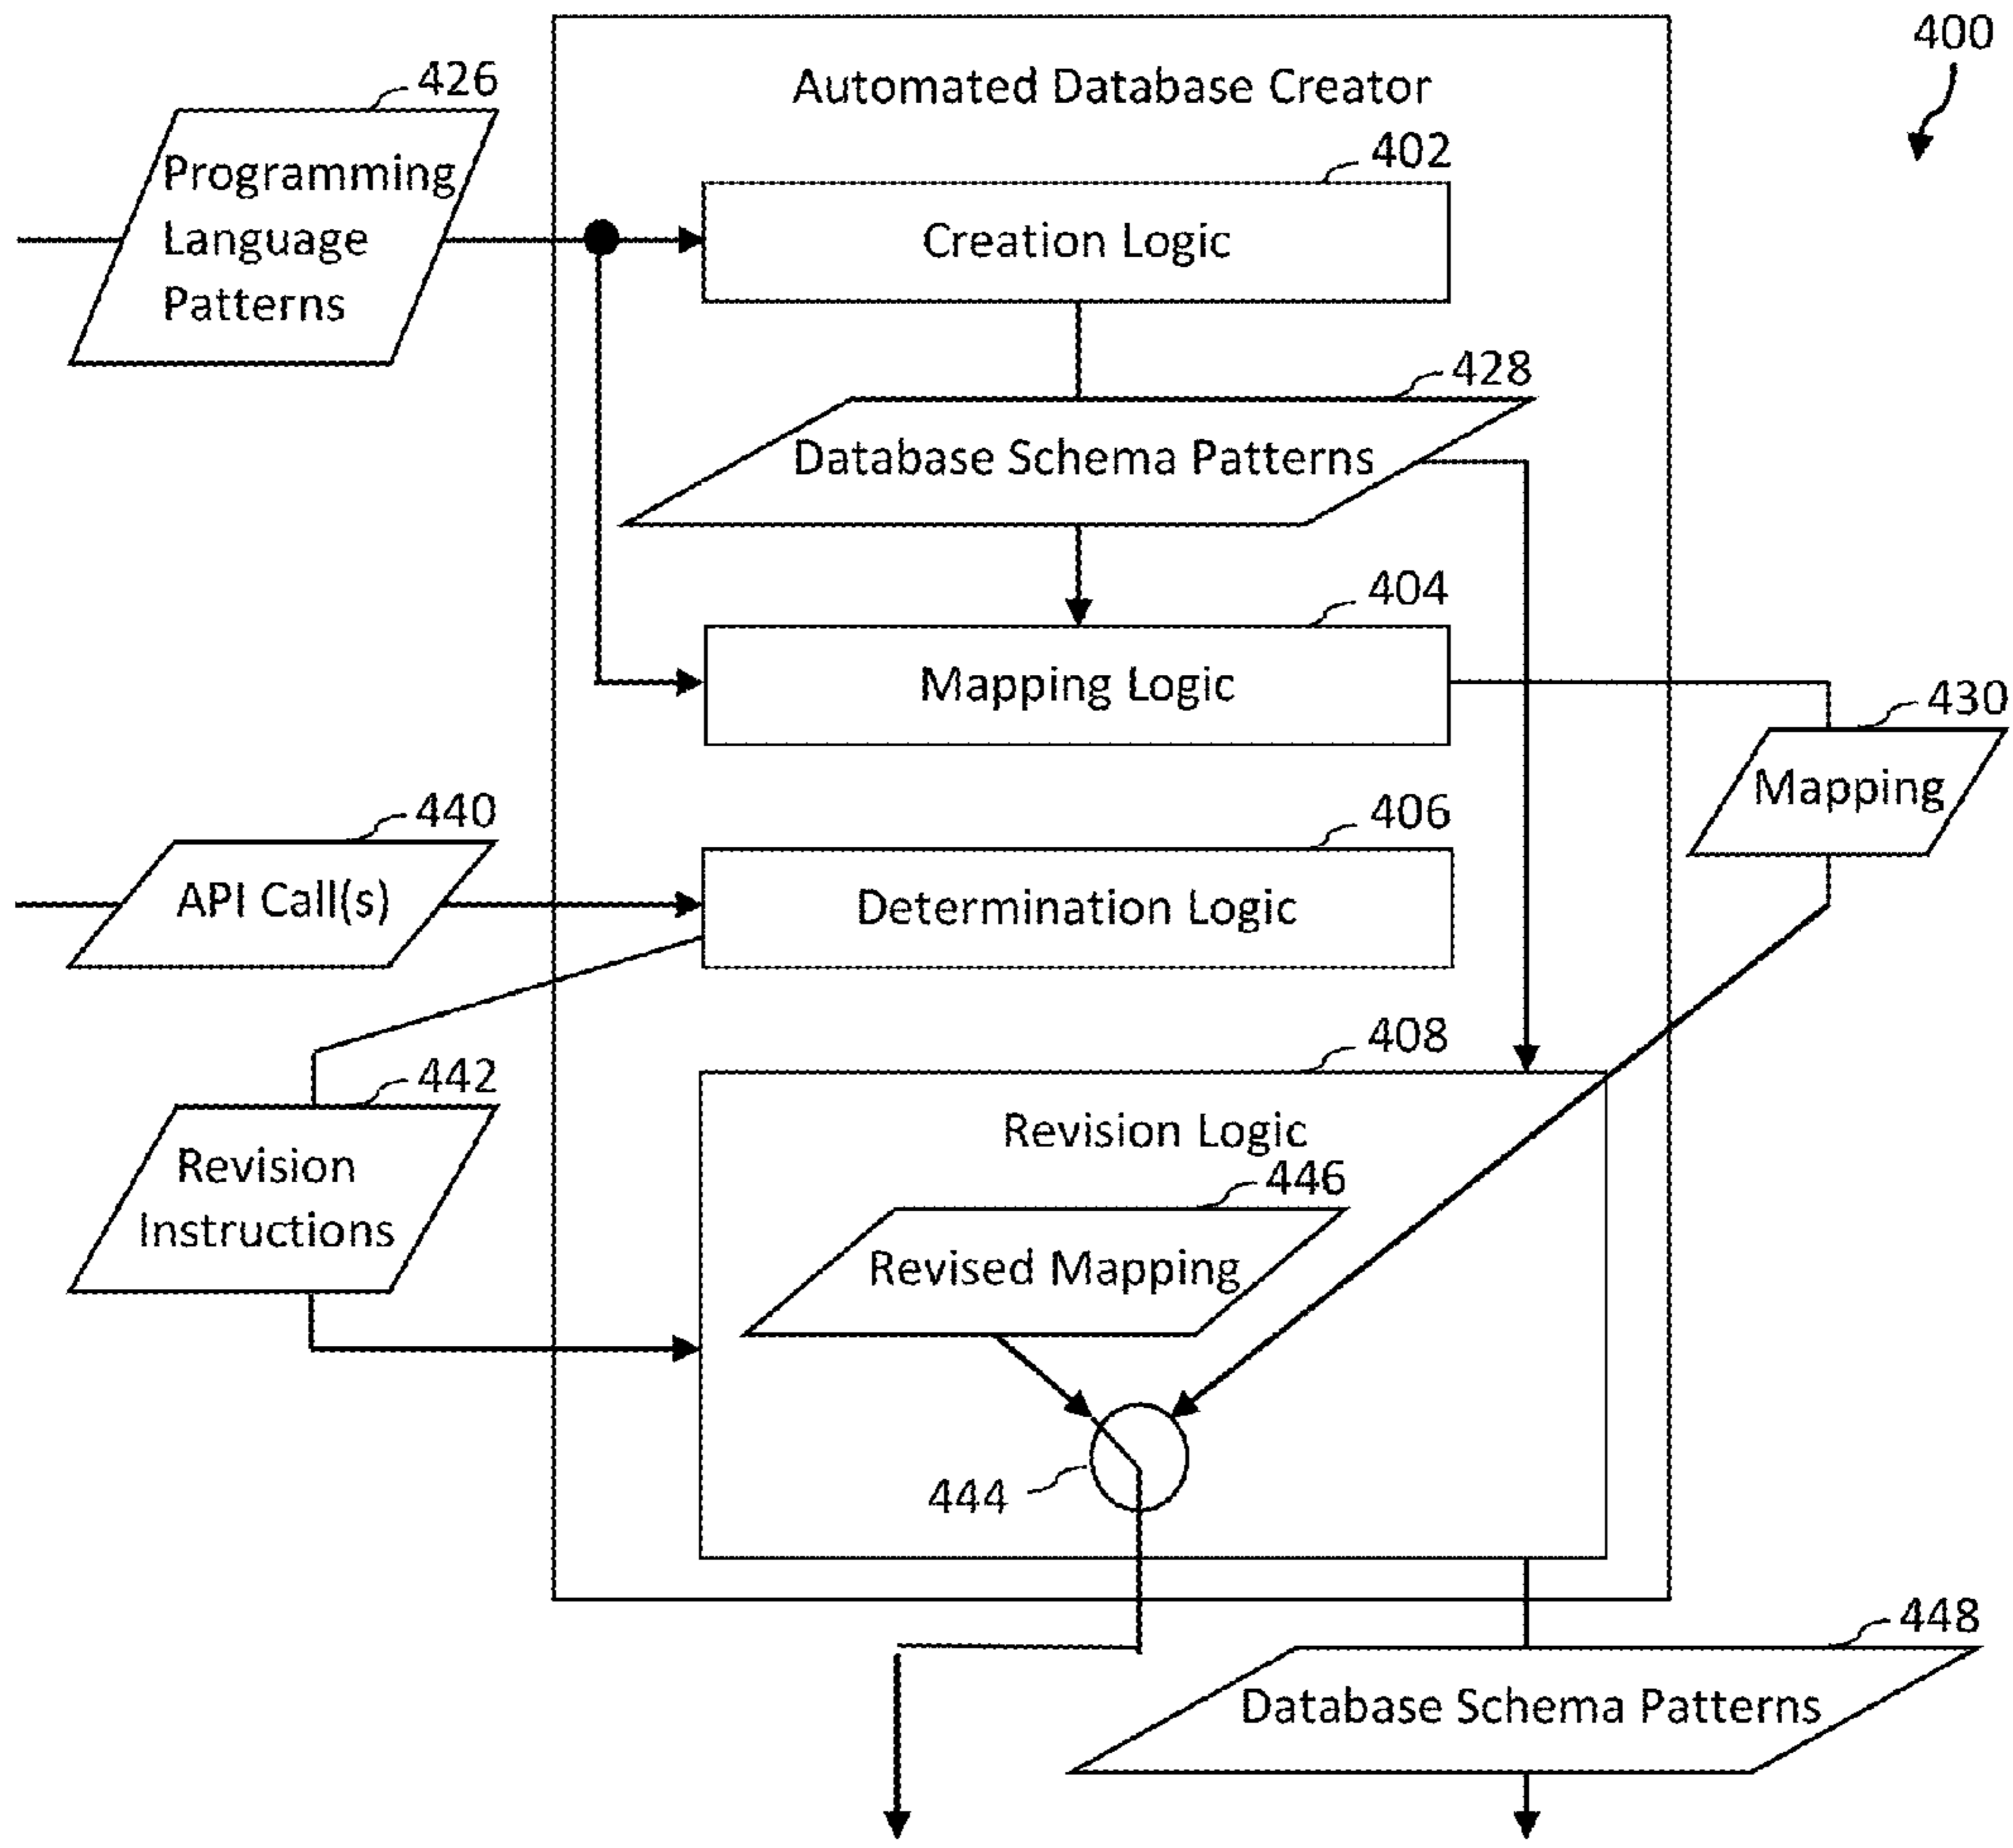 400
Automated Database Creator
426
Programming
Language
Patterns
402
Creation Logic
428
Database Schema Patterns
404
Mapping Logic
430
Mapping
440
API Call(s)
406
Determination Logic
442
Revision
Instructions
408
Revision Logic
446
Revised Mapping
444
448
Database Schema Patterns